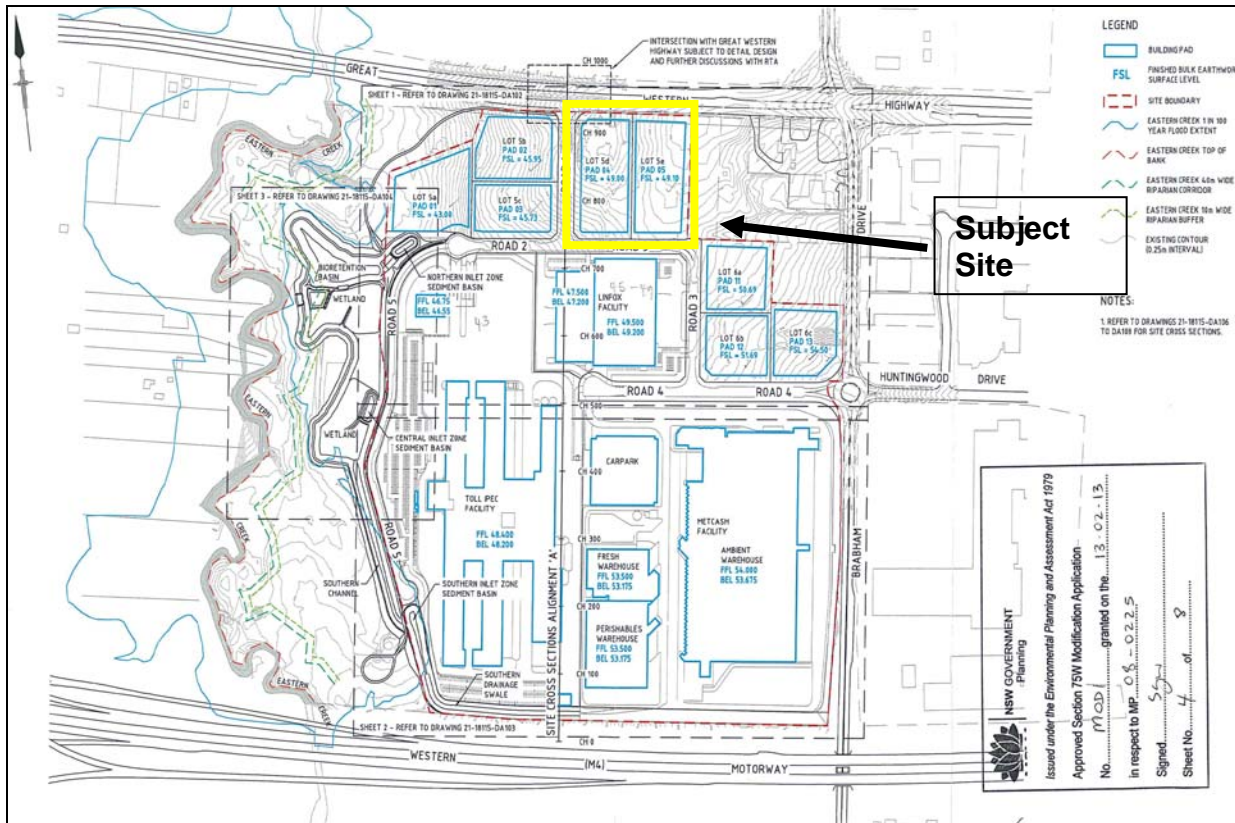 INTERSECTION WITH GREAT WESTERN
HIGHWAY SUBJECT TO DETAIL DESIGN
AND FURTHER DISCUSSIONS WITH RTA
CH 1000
GREAT
WESTERN
HIGHWAY
SHEET 1 - REFER TO DRAWING 21-18115-DA102
EASTERN
CREEK
SHEET 3 - REFER TO DRAWING 21-18115-DA104
LOT 5b
PAD 02
FSL = 45.95
LOT 5a
PAD 01
FSL = 43.00
LOT 5c
PAD 03
FSL = 45.73
CH 900
LOT 5d
PAD 04
FSL = 49.00
CH 800
LOT 5e
PAD 05
FSL = 49.10
Subject
Site
DRIVE
ROAD 2
BIORETENTION
BASIN
NORTHERN INLET ZONE
SEDIMENT BASIN
WETLAND
ROAD 5
FFL 46.75
BEL 46.55
43
CH 700
FFL 47.500
BEL 47.200
45-49
LINFOX
FACILITY
FFL 49.500
BEL 49.200
CH 600
ROAD 3
LOT 6a
PAD 11
FSL = 50.69
LOT 6b
PAD 12
FSL = 51.69
LOT 6c
PAD 13
FSL = 54.50
ROAD 4
ROAD 4
HUNTINGWOOD
DRIVE
CH 500
EASTERN
WETLAND
CENTRAL INLET ZONE
SEDIMENT BASIN
CARPARK
CH 400
TOLL IPEC
FACILITY
FFL 48.400
BEL 48.200
METCASH
FACILITY
AMBIENT
WAREHOUSE
FFL 54.000
BEL 53.675
BRABHAM
CREEK
ROAD 5
CH 300
FRESH
WAREHOUSE
FFL 53.500
BEL 53.175
SOUTHERN
CHANNEL
SOUTHERN INLET ZONE
SEDIMENT BASIN
CH 200
PERISHABLES
WAREHOUSE
FFL 53.500
BEL 53.175
SITE CROSS SECTIONS ALIGNMENT 'A'
CH 100
SOUTHERN
DRAINAGE
SWALE
EASTERN
CREEK
SHEET 2 - REFER TO DRAWING 21-18115-DA103
CH 0
WESTERN
(M4)
MOTORWAY
LEGEND
BUILDING PAD
FSL
FINISHED BULK EARTHWOR
SURFACE LEVEL
SITE BOUNDARY
EASTERN CREEK 1 IN 100
YEAR FLOOD EXTENT
EASTERN CREEK TOP OF
BANK
EASTERN CREEK 40m WIDE
RIPARIAN CORRIDOR
EASTERN CREEK 10m WIDE
RIPARIAN BUFFER
EXISTING CONTOUR
(0.25m INTERVAL)
NOTES:
1. REFER TO DRAWINGS 21-18115-DA106
TO DA109 FOR SITE CROSS SECTIONS.
NSW GOVERNMENT
Planning
Issued under the Environmental Planning and Assessment Act 1979
Approved Section 75W Modification Application
No. MOD 1 granted on the 13-02-13
in respect to MP 08-0225
Signed
Sheet No. 4 of 8